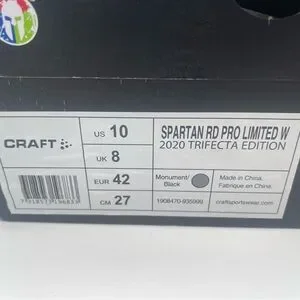 CRAFT
US 10
UK 8
EUR 42
CM 27
SPARTAN RD PRO LIMITED W
2020 TRIFECTA EDITION
Monument/
Black
Made in China.
Fabrique en Chine.
1908470-935999
craftsportswear.com